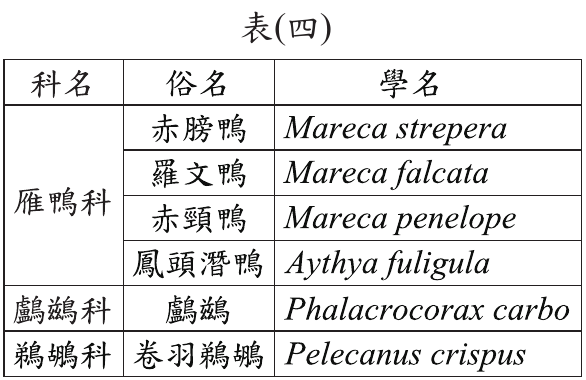 表(四)
科名 俗名 學名
雁鴨科 赤膀鴨 Mareca strepera
羅文鴨 Mareca falcata
赤頸鴨 Mareca penelope
鳳頭潛鴨 Aythya fuligula
鸕鷀科 鸕鷀 Phalacrocorax carbo
鵜鶘科 卷羽鵜鶘 Pelecanus crispus